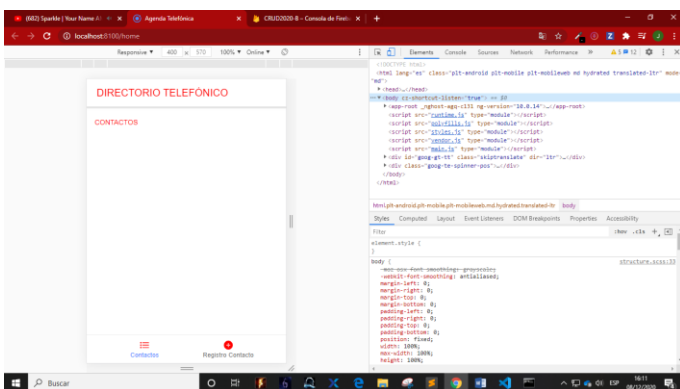 (682) Sparkle | Your Name A
Agenda Telefónica
CRUD2020-B – Consola de Fireb
localhost:8100/home
Responsive ▼ 400 x 570 100% ▼ Online ▼
Elements Console Sources Network Performance »
DIRECTORIO TELEFÓNICO
CONTACTOS
Contactos
Registro Contacto
<!DOCTYPE html>
<html lang="es" class="plt-android plt-mobile plt-mobileweb md hydrated translated-ltr" mode=
"md">
<head>…</head>
<body cz-shortcut-listen="true"> == $0
<app-root _nghost-agq-c131 ng-version="10.0.14">…</app-root>
<script src="runtime.js" type="module"></script>
<script src="polyfills.js" type="module"></script>
<script src="styles.js" type="module"></script>
<script src="vendor.js" type="module"></script>
<script src="main.js" type="module"></script>
<div id="goog-gt-tt" class="skiptranslate" dir="ltr">…</div>
<div class="goog-te-spinner-pos">…</div>
</body>
</html>
html.plt-android.plt-mobile.plt-mobileweb.md.hydrated.translated-ltr body
Styles Computed Layout Event Listeners DOM Breakpoints Properties Accessibility
Filter :hov .cls +
element.style {
}
body { structure.scss:33
-moz-osx-font-smoothing: grayscale;
-webkit-font-smoothing: antialiased;
margin-left: 0;
margin-right: 0;
margin-top: 0;
margin-bottom: 0;
padding-left: 0;
padding-right: 0;
padding-top: 0;
padding-bottom: 0;
position: fixed;
width: 100%;
max-width: 100%;
height: 100%;
Buscar
ESP
16:11
08/12/2020